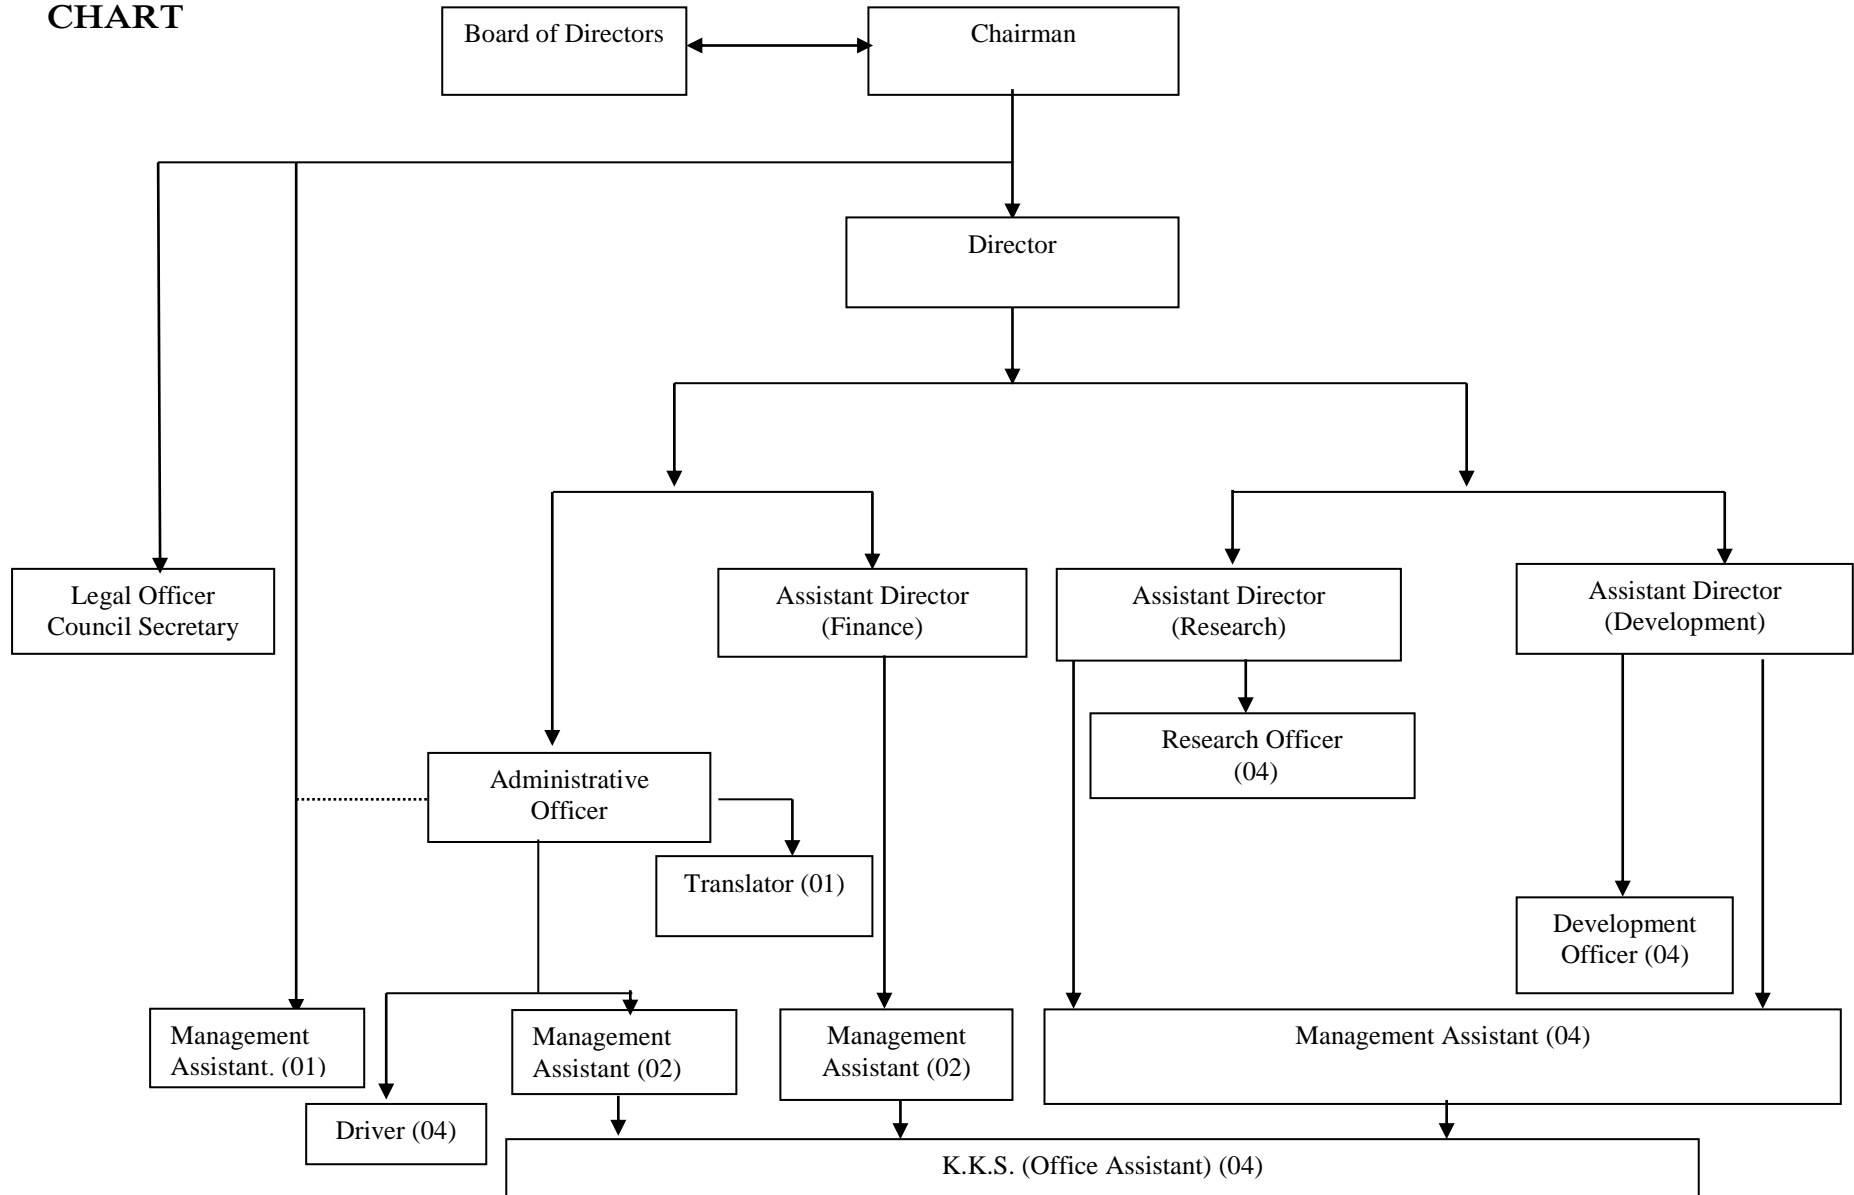 CHART
Board of Directors
Chairman
Director
Legal Officer
Council Secretary
Assistant Director
(Finance)
Assistant Director
(Research)
Assistant Director
(Development)
Research Officer
(04)
Administrative
Officer
Translator (01)
Development
Officer (04)
Management
Assistant. (01)
Management
Assistant (02)
Management
Assistant (02)
Management Assistant (04)
Driver (04)
K.K.S. (Office Assistant) (04)